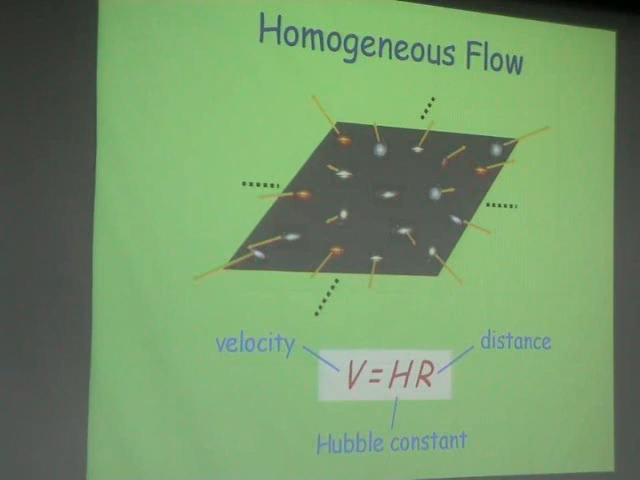 Homogeneous Flow
velocity
distance
V=HR
Hubble constant